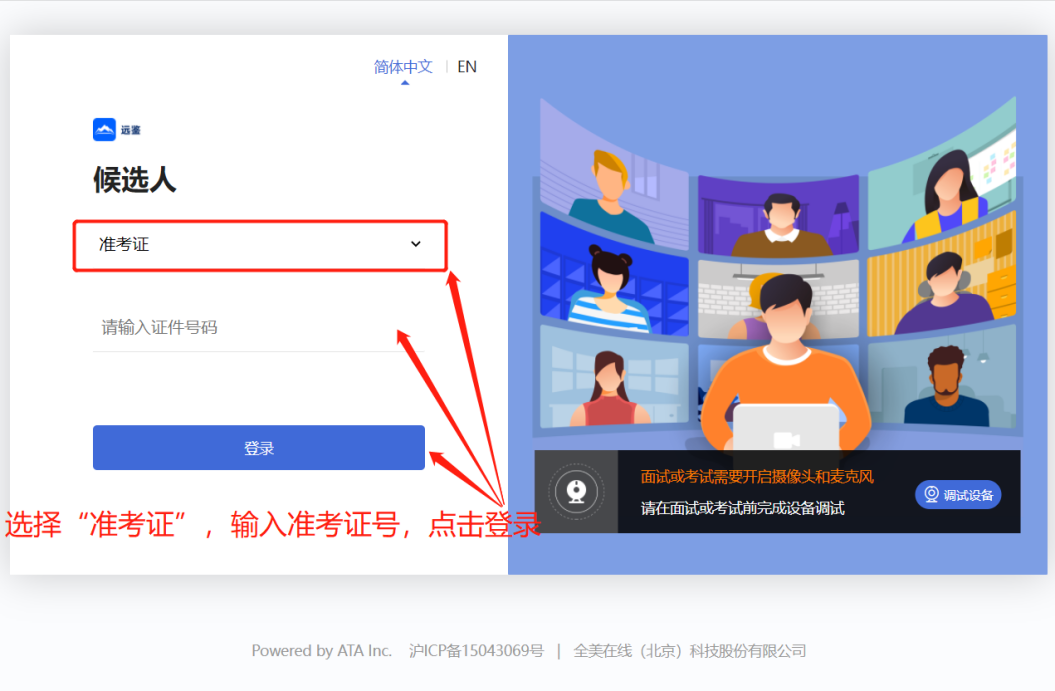 简体中文 | EN
远鉴
候选人
准考证
请输入证件号码
登录
选择“准考证”，输入准考证号，点击登录
面试或考试需要开启摄像头和麦克风
请在面试或考试前完成设备调试
调试设备
Powered by ATA Inc. 沪ICP备15043069号 | 全美在线（北京）科技股份有限公司